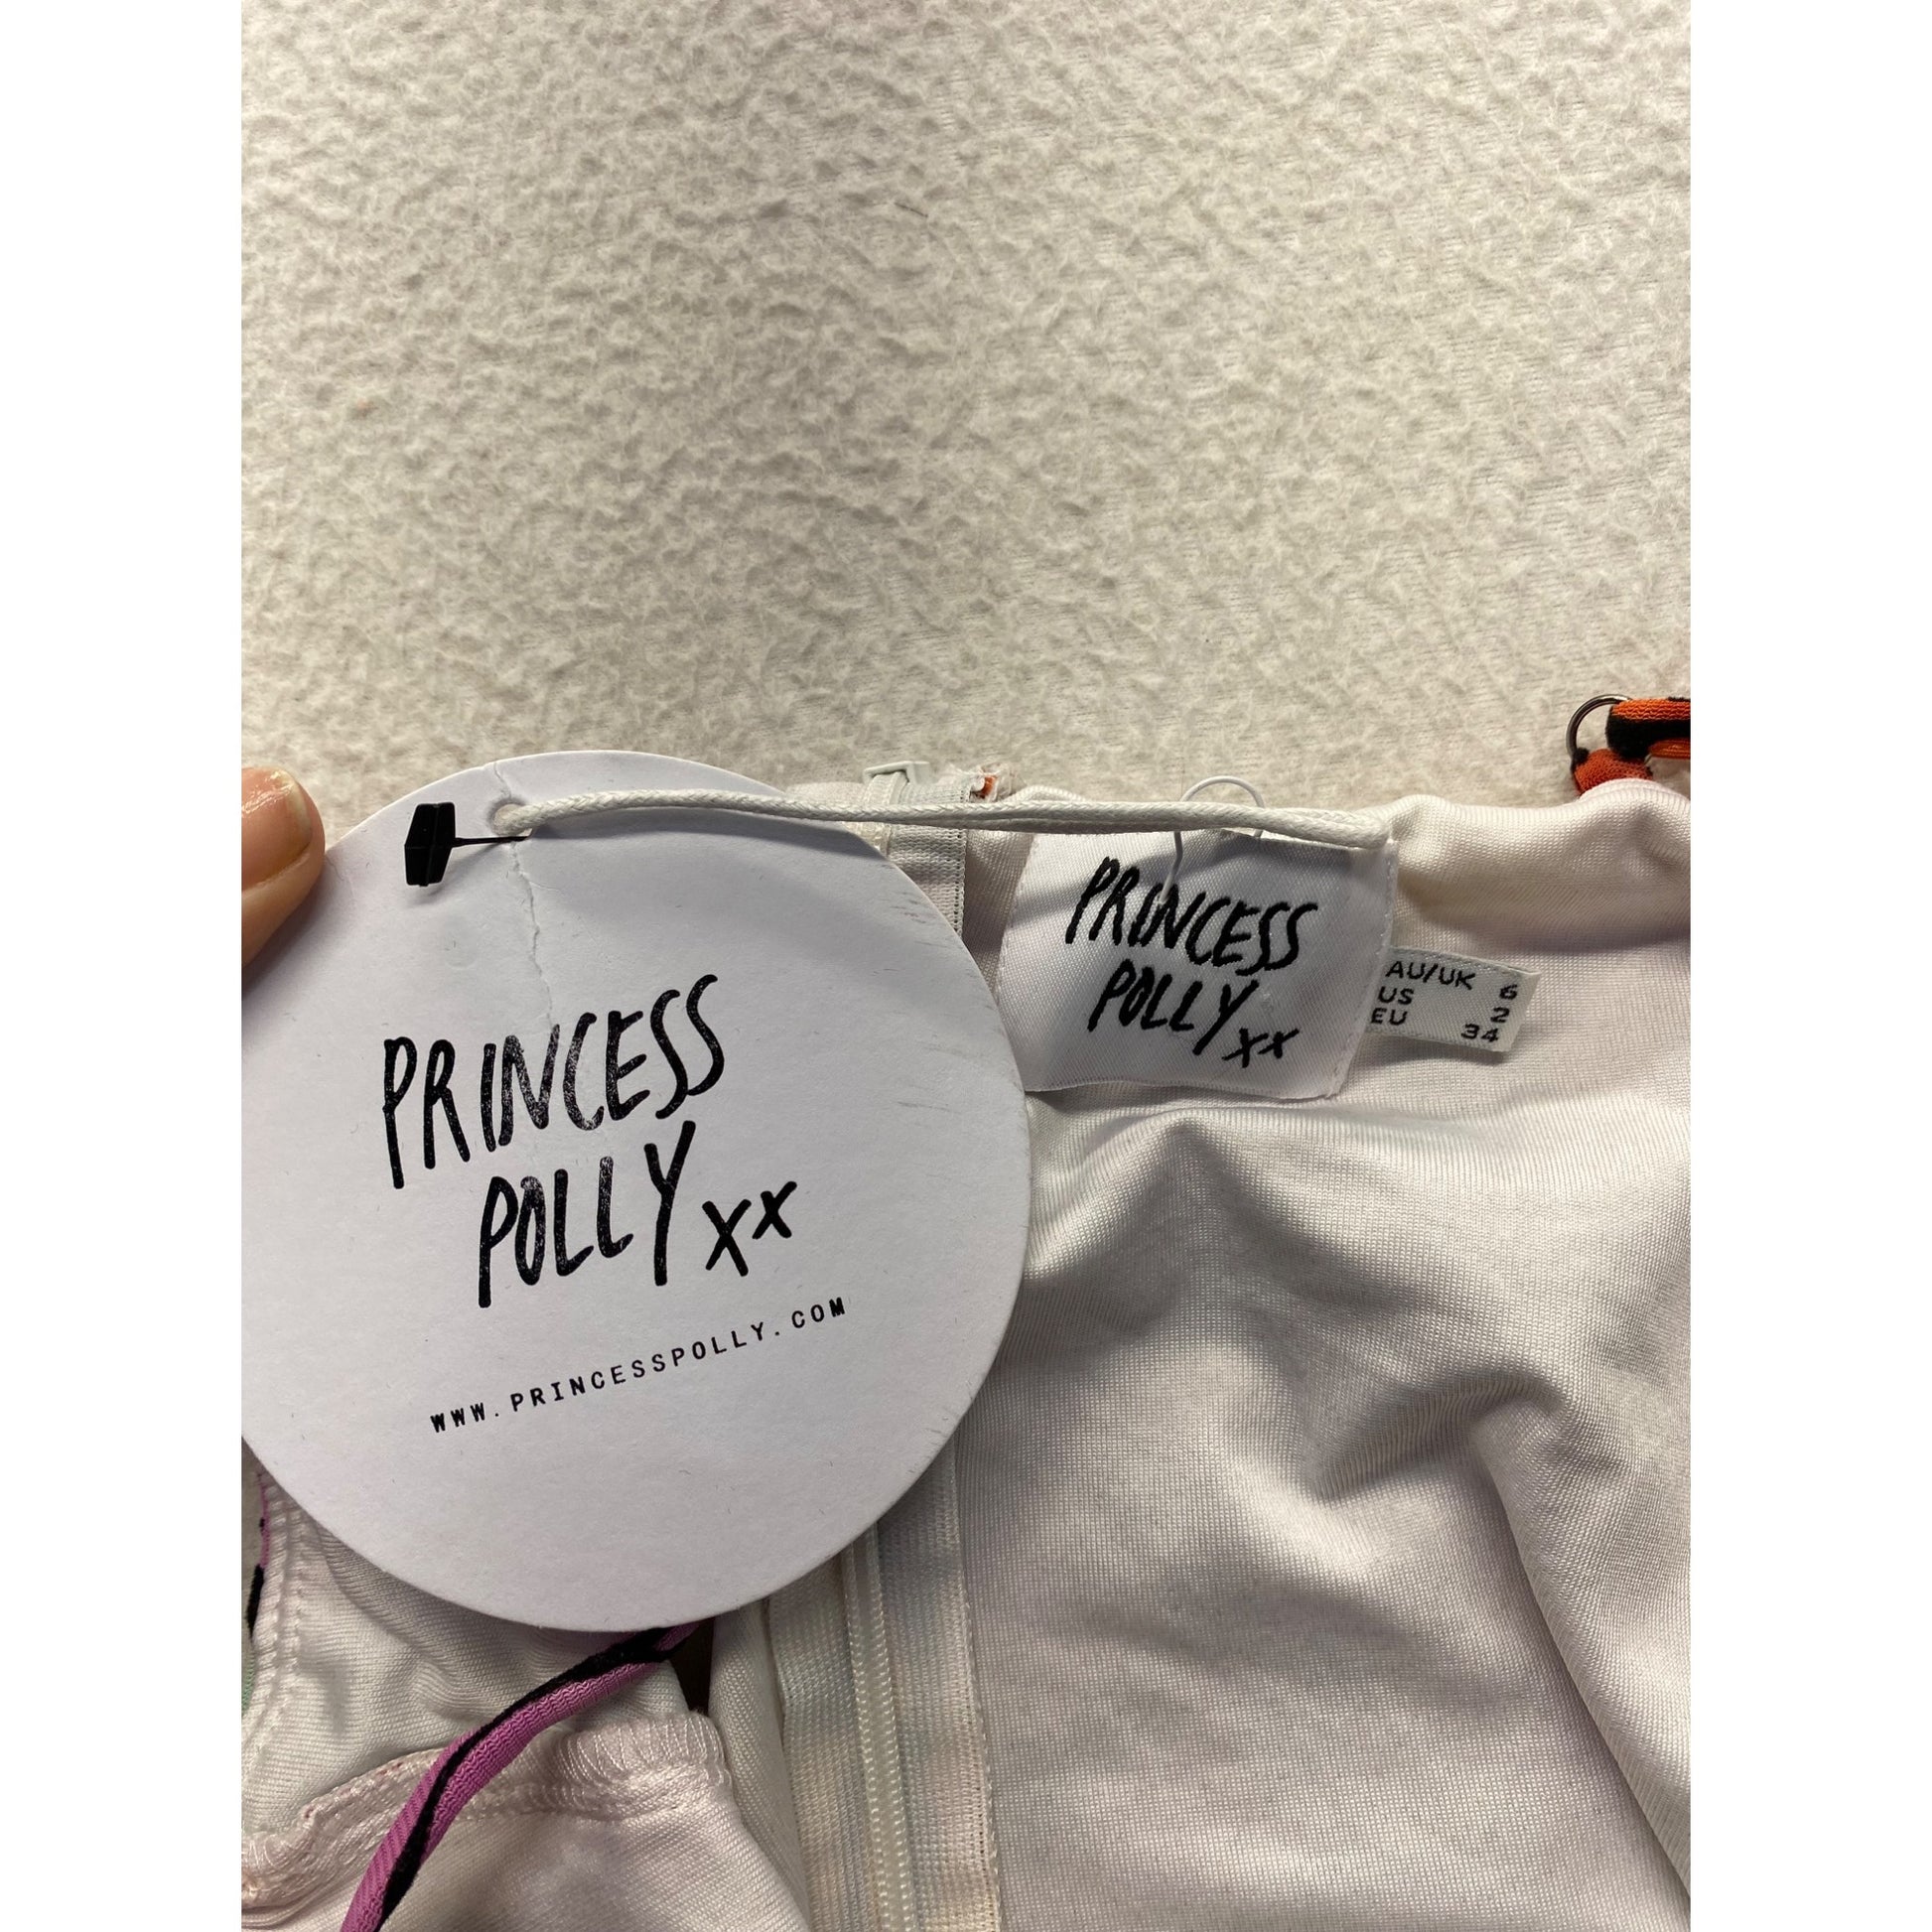 PRINCESS
POLLY xx
WWW.PRINCESSPOLLY.COM
PRINCESS
POLLY xx
AU/UK 6
US 2
EU 34